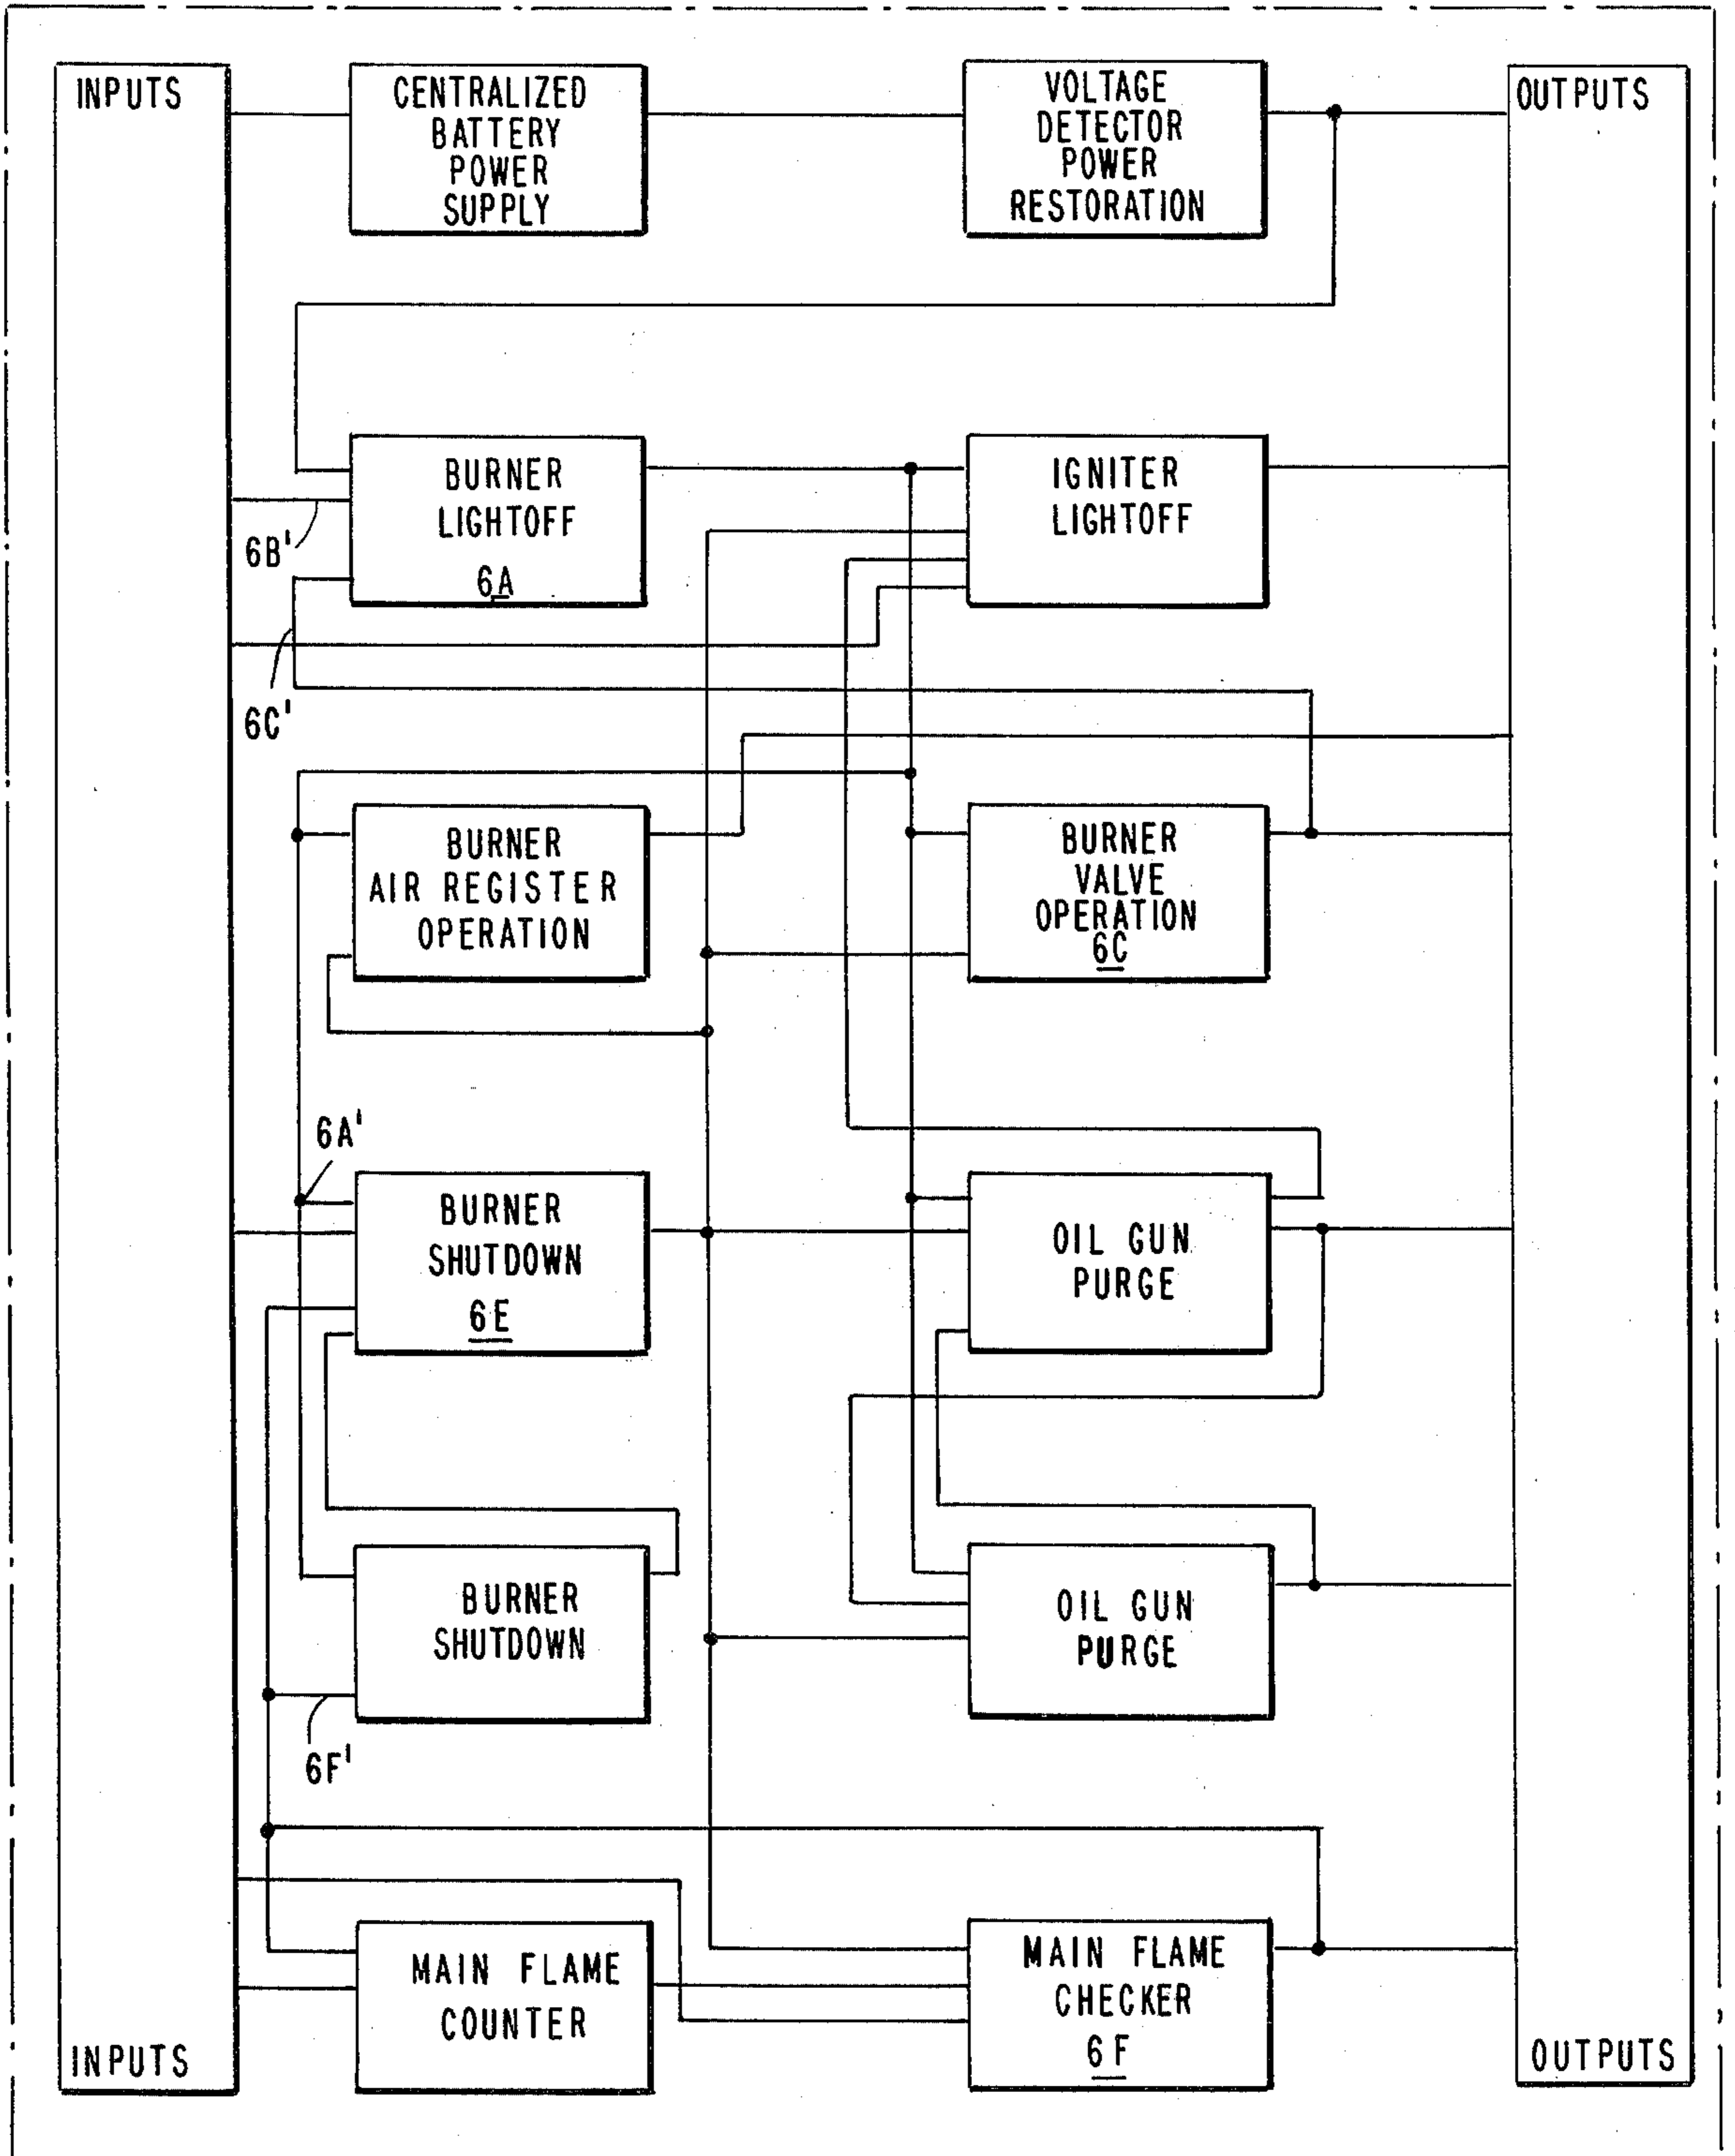 INPUTS
CENTRALIZED
BATTERY
POWER
SUPPLY
VOLTAGE
DETECTOR
POWER
RESTORATION
OUTPUTS
BURNER
LIGHTOFF
6A
IGNITER
LIGHTOFF
6B'
6C'
BURNER
AIR REGISTER
OPERATION
BURNER
VALVE
OPERATION
6C
6A'
BURNER
SHUTDOWN
6E
OIL GUN
PURGE
BURNER
SHUTDOWN
OIL GUN
PURGE
6F'
MAIN FLAME
COUNTER
MAIN FLAME
CHECKER
6F
INPUTS
OUTPUTS